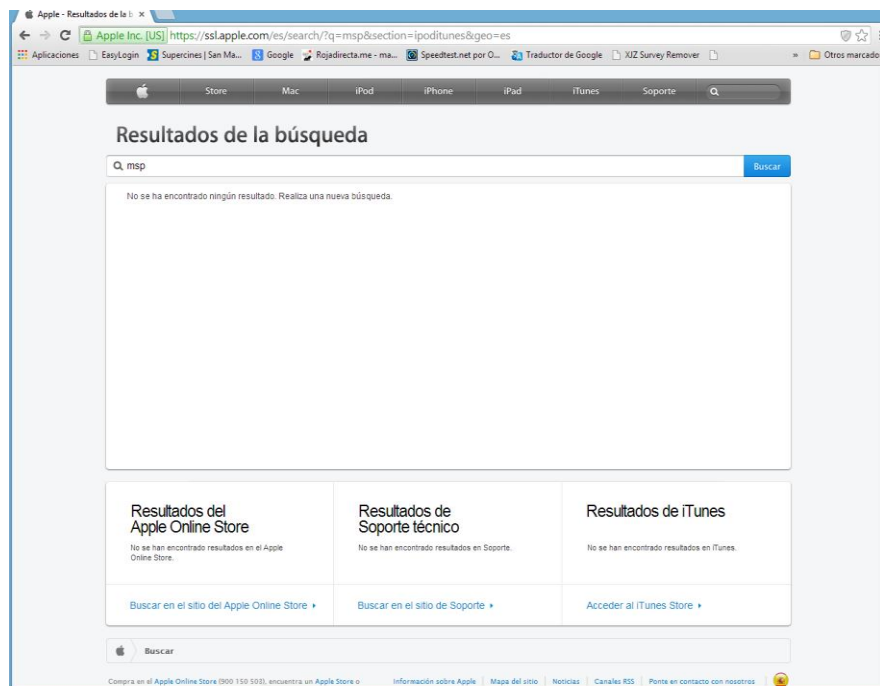 Apple - Resultados de la b
Apple Inc. [US] https://ssl.apple.com/es/search/?q=msp&section=ipoditunes&geo=es
Aplicaciones EasyLogin Supercines | San Ma... Google Rojadirecta.me - ma... Speedtest.net por O... Traductor de Google XJZ Survey Remover » Otros marcado
Store Mac iPod iPhone iPad iTunes Soporte
Resultados de la búsqueda
msp Buscar
No se ha encontrado ningún resultado. Realiza una nueva búsqueda.
Resultados del
Apple Online Store
No se han encontrado resultados en el Apple
Online Store.
Buscar en el sitio del Apple Online Store
Resultados de
Soporte técnico
No se han encontrado resultados en Soporte.
Buscar en el sitio de Soporte
Resultados de iTunes
No se han encontrado resultados en iTunes.
Acceder al iTunes Store
Buscar
Compra en el Apple Online Store (900 150 503), encuentra un Apple Store o
Información sobre Apple Mapa del sitio Noticias Canales RSS Ponte en contacto con nosotros